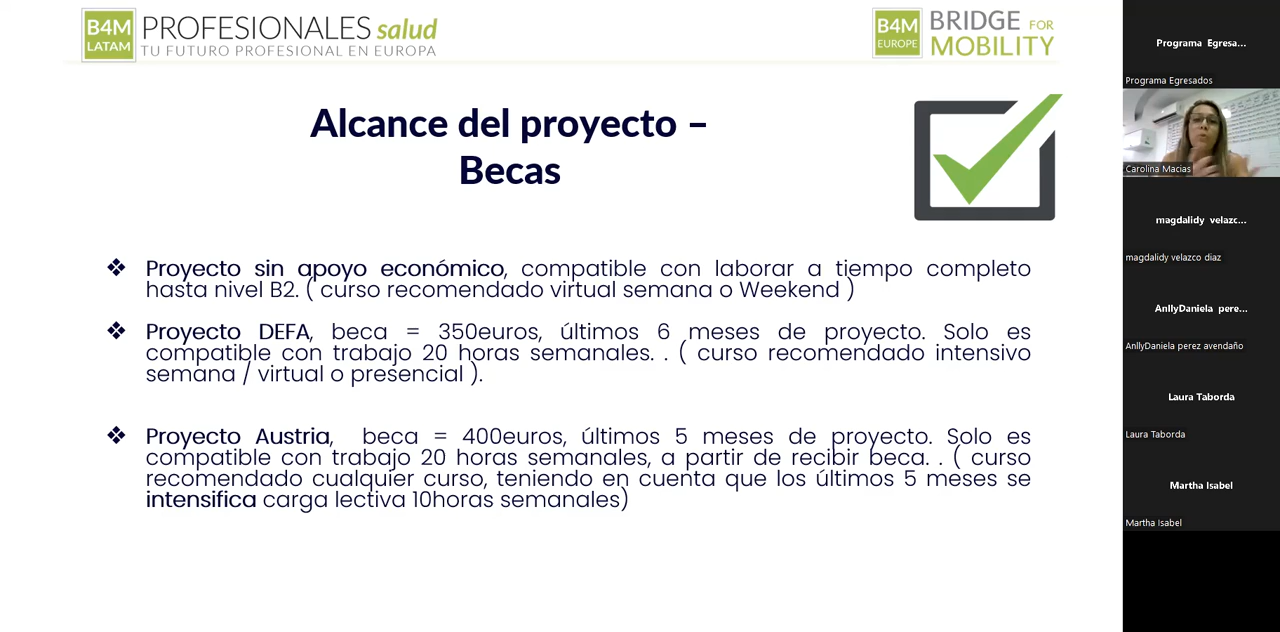 B4M
LATAM
PROFESIONALES salud
TU FUTURO PROFESIONAL EN EUROPA
B4M
EUROPE
BRIDGE FOR
MOBILITY
Alcance del proyecto –
Becas
❖ Proyecto sin apoyo económico, compatible con laborar a tiempo completo
hasta nivel B2. ( curso recomendado virtual semana o Weekend )
❖ Proyecto DEFA, beca = 350euros, últimos 6 meses de proyecto. Solo es
compatible con trabajo 20 horas semanales. . ( curso recomendado intensivo
semana / virtual o presencial ).
❖ Proyecto Austria, beca = 400euros, últimos 5 meses de proyecto. Solo es
compatible con trabajo 20 horas semanales, a partir de recibir beca. . ( curso
recomendado cualquier curso, teniendo en cuenta que los últimos 5 meses se
intensifica carga lectiva 10horas semanales)
Programa Egresa...
Programa Egresados
Carolina Macias
magdalidy velazc...
magdalidy velazco diaz
AnllyDaniela pere...
AnllyDaniela perez avendaño
Laura Taborda
Laura Taborda
Martha Isabel
Martha Isabel